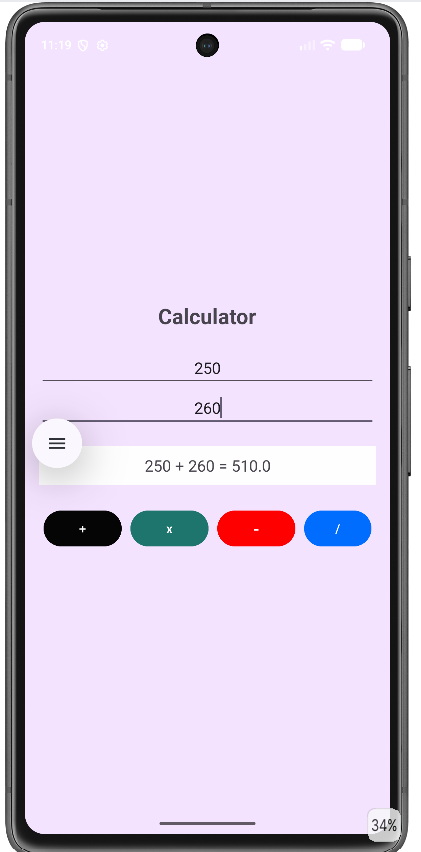 11:19
Calculator
250
260
250 + 260 = 510.0
+ x - /
34%